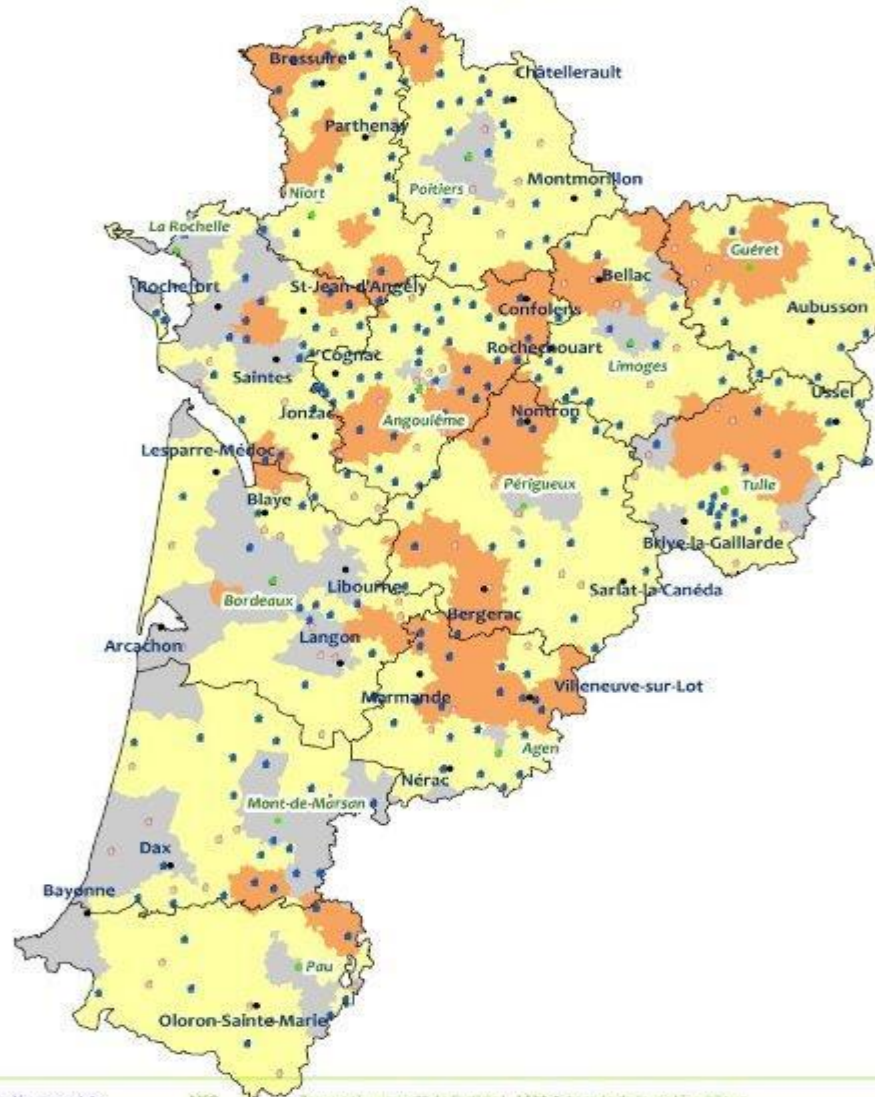 Bressuire
Châtellerault
Parthenay
Niort
Poitiers
Montmorillon
La Rochelle
Rochefort
St-Jean-d'Angély
Bellac
Guéret
Confolens
Aubusson
Cognac
Rochechouart
Saintes
Limoges
Jonzac
Angoulême
Nontron
Ussel
Lesparre-Médoc
Blaye
Périgueux
Tulle
Brive-la-Gaillarde
Libourne
Bordeaux
Bergerac
Sarlat-la-Canéda
Arcachon
Langon
Marmande
Villeneuve-sur-Lot
Agen
Nérac
Mont-de-Marsan
Dax
Bayonne
Pau
Oloron-Sainte-Marie